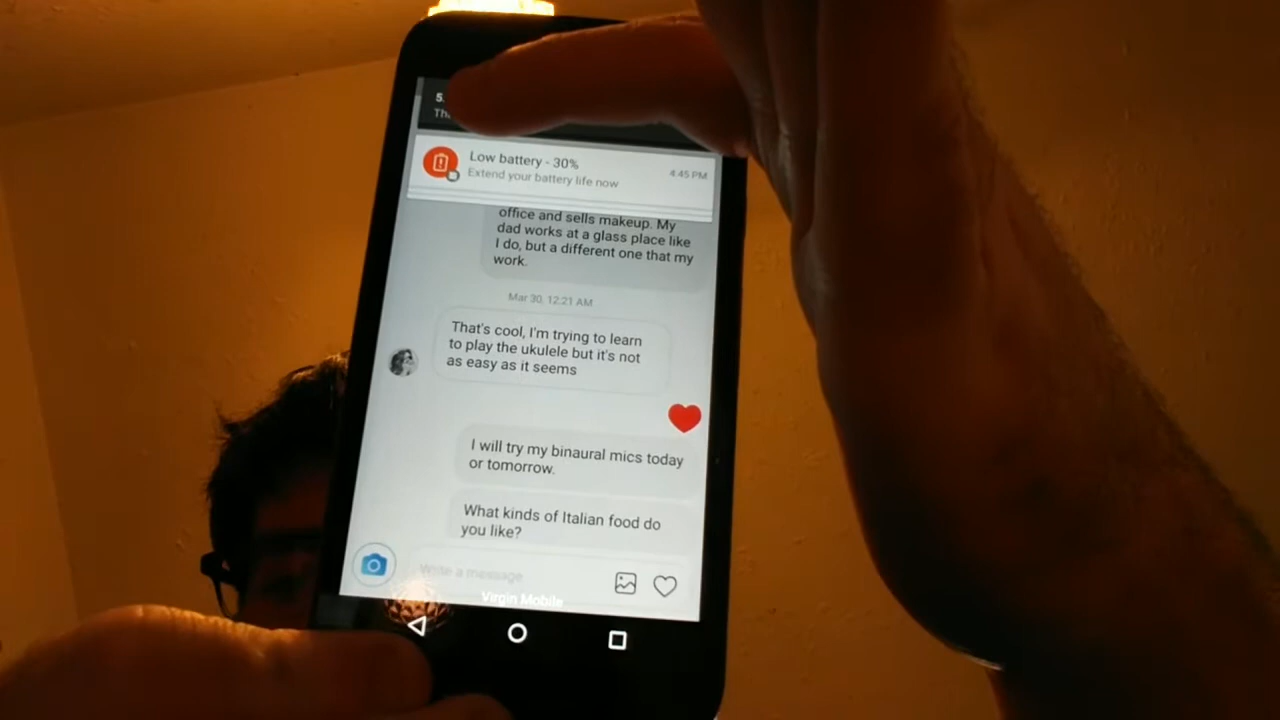 5
Th
Low battery - 30%
4:45 PM
Extend your battery life now
office and sells makeup. My
dad works at a glass place like
I do, but a different one that my
work.
Mar 30, 12:21 AM
That's cool, I'm trying to learn
to play the ukulele but it's not
as easy as it seems
I will try my binaural mics today
or tomorrow.
What kinds of Italian food do
you like?
Write a message
Virgin Mobile